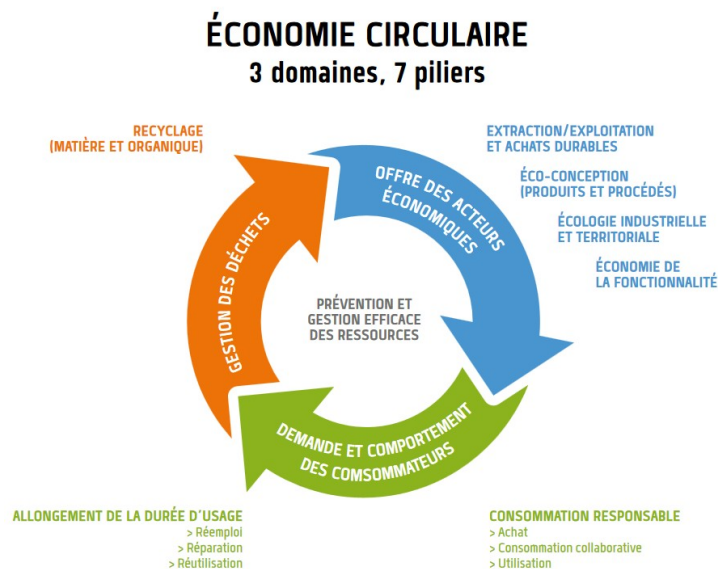 ÉCONOMIE CIRCULAIRE
3 domaines, 7 piliers
RECYCLAGE
(MATIÈRE ET ORGANIQUE)
EXTRACTION/EXPLOITATION
ET ACHATS DURABLES
ÉCO-CONCEPTION
(PRODUITS ET PROCÉDÉS)
ÉCOLOGIE INDUSTRIELLE
ET TERRITORIALE
ÉCONOMIE DE
LA FONCTIONNALITÉ
OFFRE DES ACTEURS
ÉCONOMIQUES
GESTION DES DÉCHETS
PRÉVENTION ET
GESTION EFFICACE
DES RESSOURCES
DEMANDE ET COMPORTEMENT
DES COMSOMMATEURS
ALLONGEMENT DE LA DURÉE D'USAGE
> Réemploi
> Réparation
> Réutilisation
CONSOMMATION RESPONSABLE
> Achat
> Consommation collaborative
> Utilisation